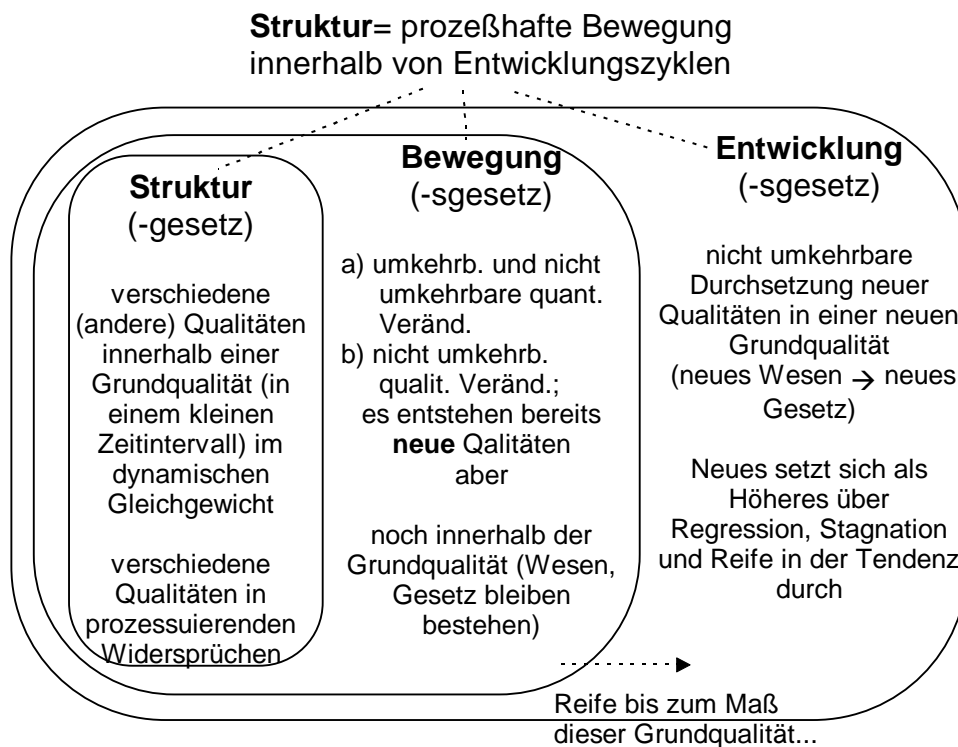 Struktur= prozeßhafte Bewegung
innerhalb von Entwicklungszyklen
Struktur
(-gesetz)
verschiedene
(andere) Qualitäten
innerhalb einer
Grundqualität (in
einem kleinen
Zeitintervall) im
dynamischen
Gleichgewicht
verschiedene
Qualitäten in
prozessuierenden
Widersprüchen
Bewegung
(-sgesetz)
a) umkehrb. und nicht
umkehrbare quant.
Veränd.
b) nicht umkehrb.
qualit. Veränd.;
es entstehen bereits
neue Qalitäten
aber
noch innerhalb der
Grundqualität (Wesen,
Gesetz bleiben
bestehen)
Entwicklung
(-sgesetz)
nicht umkehrbare
Durchsetzung neuer
Qualitäten in einer neuen
Grundqualität
(neues Wesen → neues
Gesetz)
Neues setzt sich als
Höheres über
Regression, Stagnation
und Reife in der Tendenz
durch
Reife bis zum Maß
dieser Grundqualität...